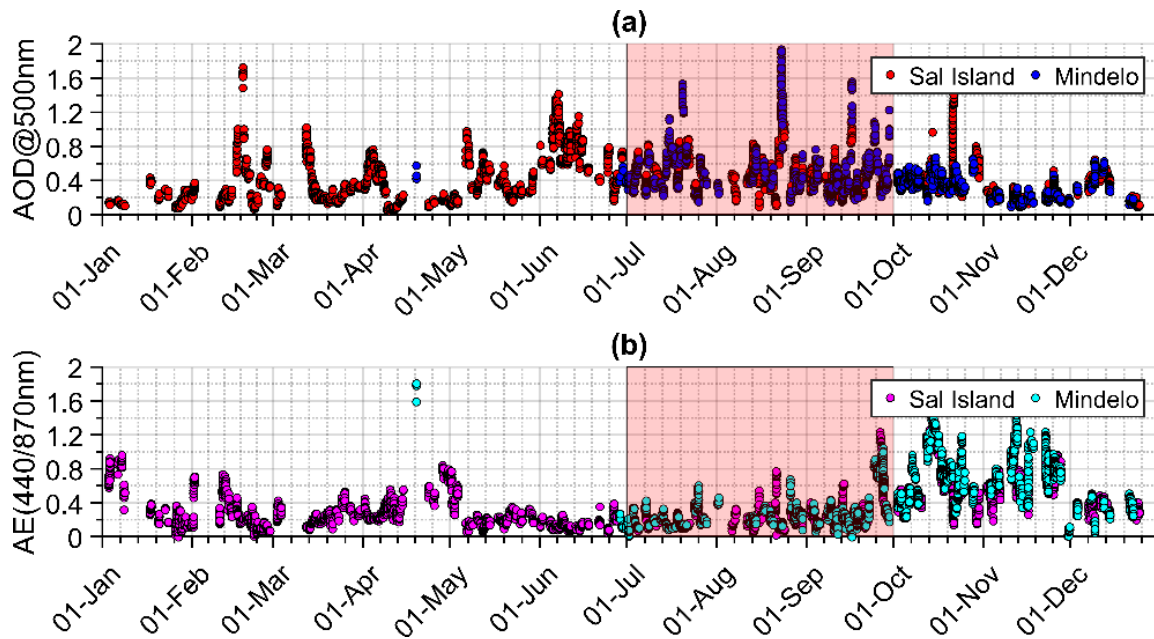 (a)
AOD@500nm
2
1.6
1.2
0.8
0.4
0
Sal Island Mindelo
01-Jan 01-Feb 01-Mar 01-Apr 01-May 01-Jun 01-Jul 01-Aug 01-Sep 01-Oct 01-Nov 01-Dec
(b)
AE(440/870nm)
2
1.6
1.2
0.8
0.4
0
Sal Island Mindelo
01-Jan 01-Feb 01-Mar 01-Apr 01-May 01-Jun 01-Jul 01-Aug 01-Sep 01-Oct 01-Nov 01-Dec